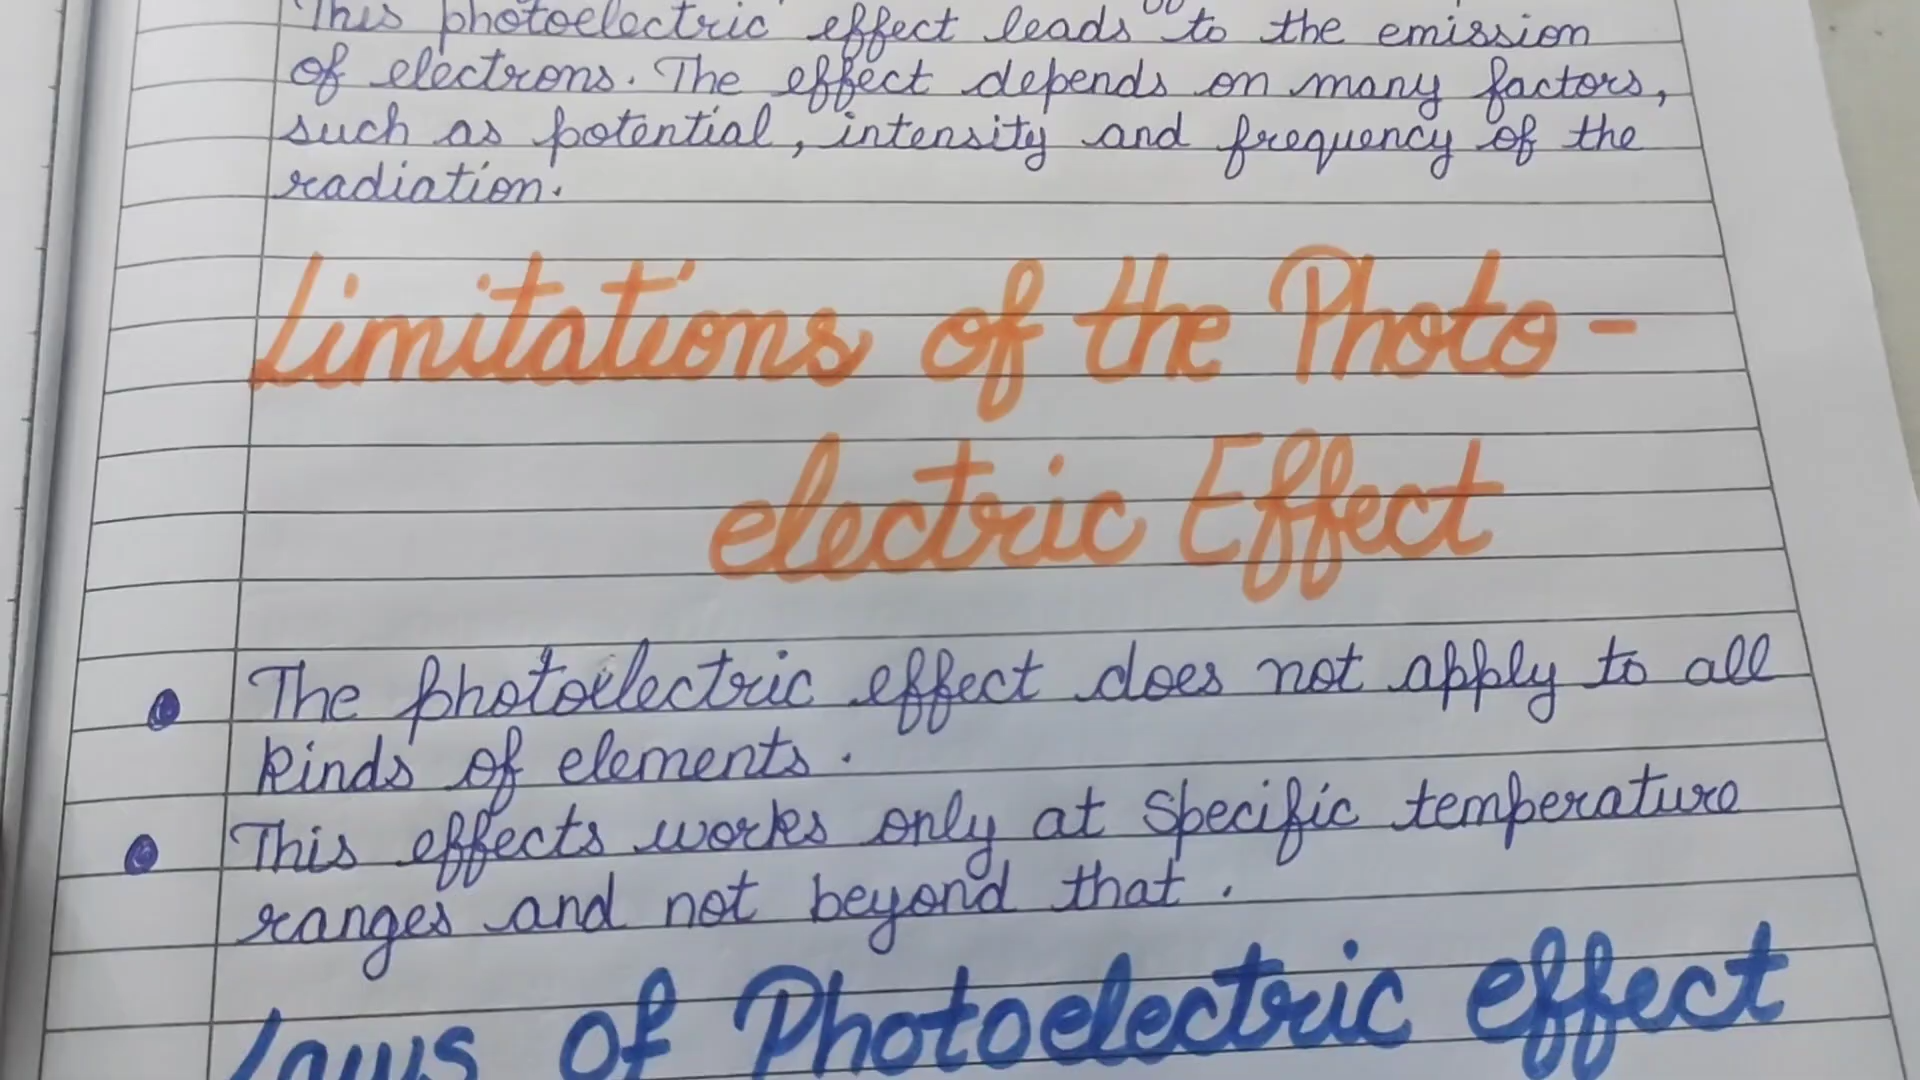 This photoelectric effect leads to the emission
of electrons. The effect depends on many factors,
such as potential, intensity and frequency of the
radiation.
Limitations of the Photo-
electric Effect
The photoelectric effect does not apply to all
kinds of elements.
This effects works only at specific temperature
ranges and not beyond that.
Laws of Photoelectric effect